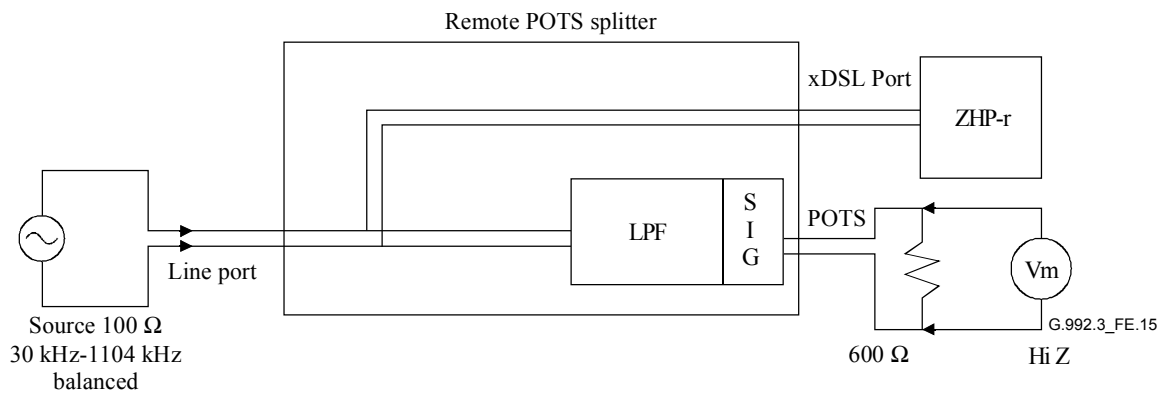 Remote POTS splitter
xDSL Port
ZHP-r
S
I
G
LPF
POTS
Line port
Vm
G.992.3_FE.15
Source 100 Ω
30 kHz-1104 kHz
balanced
600 Ω
Hi Z